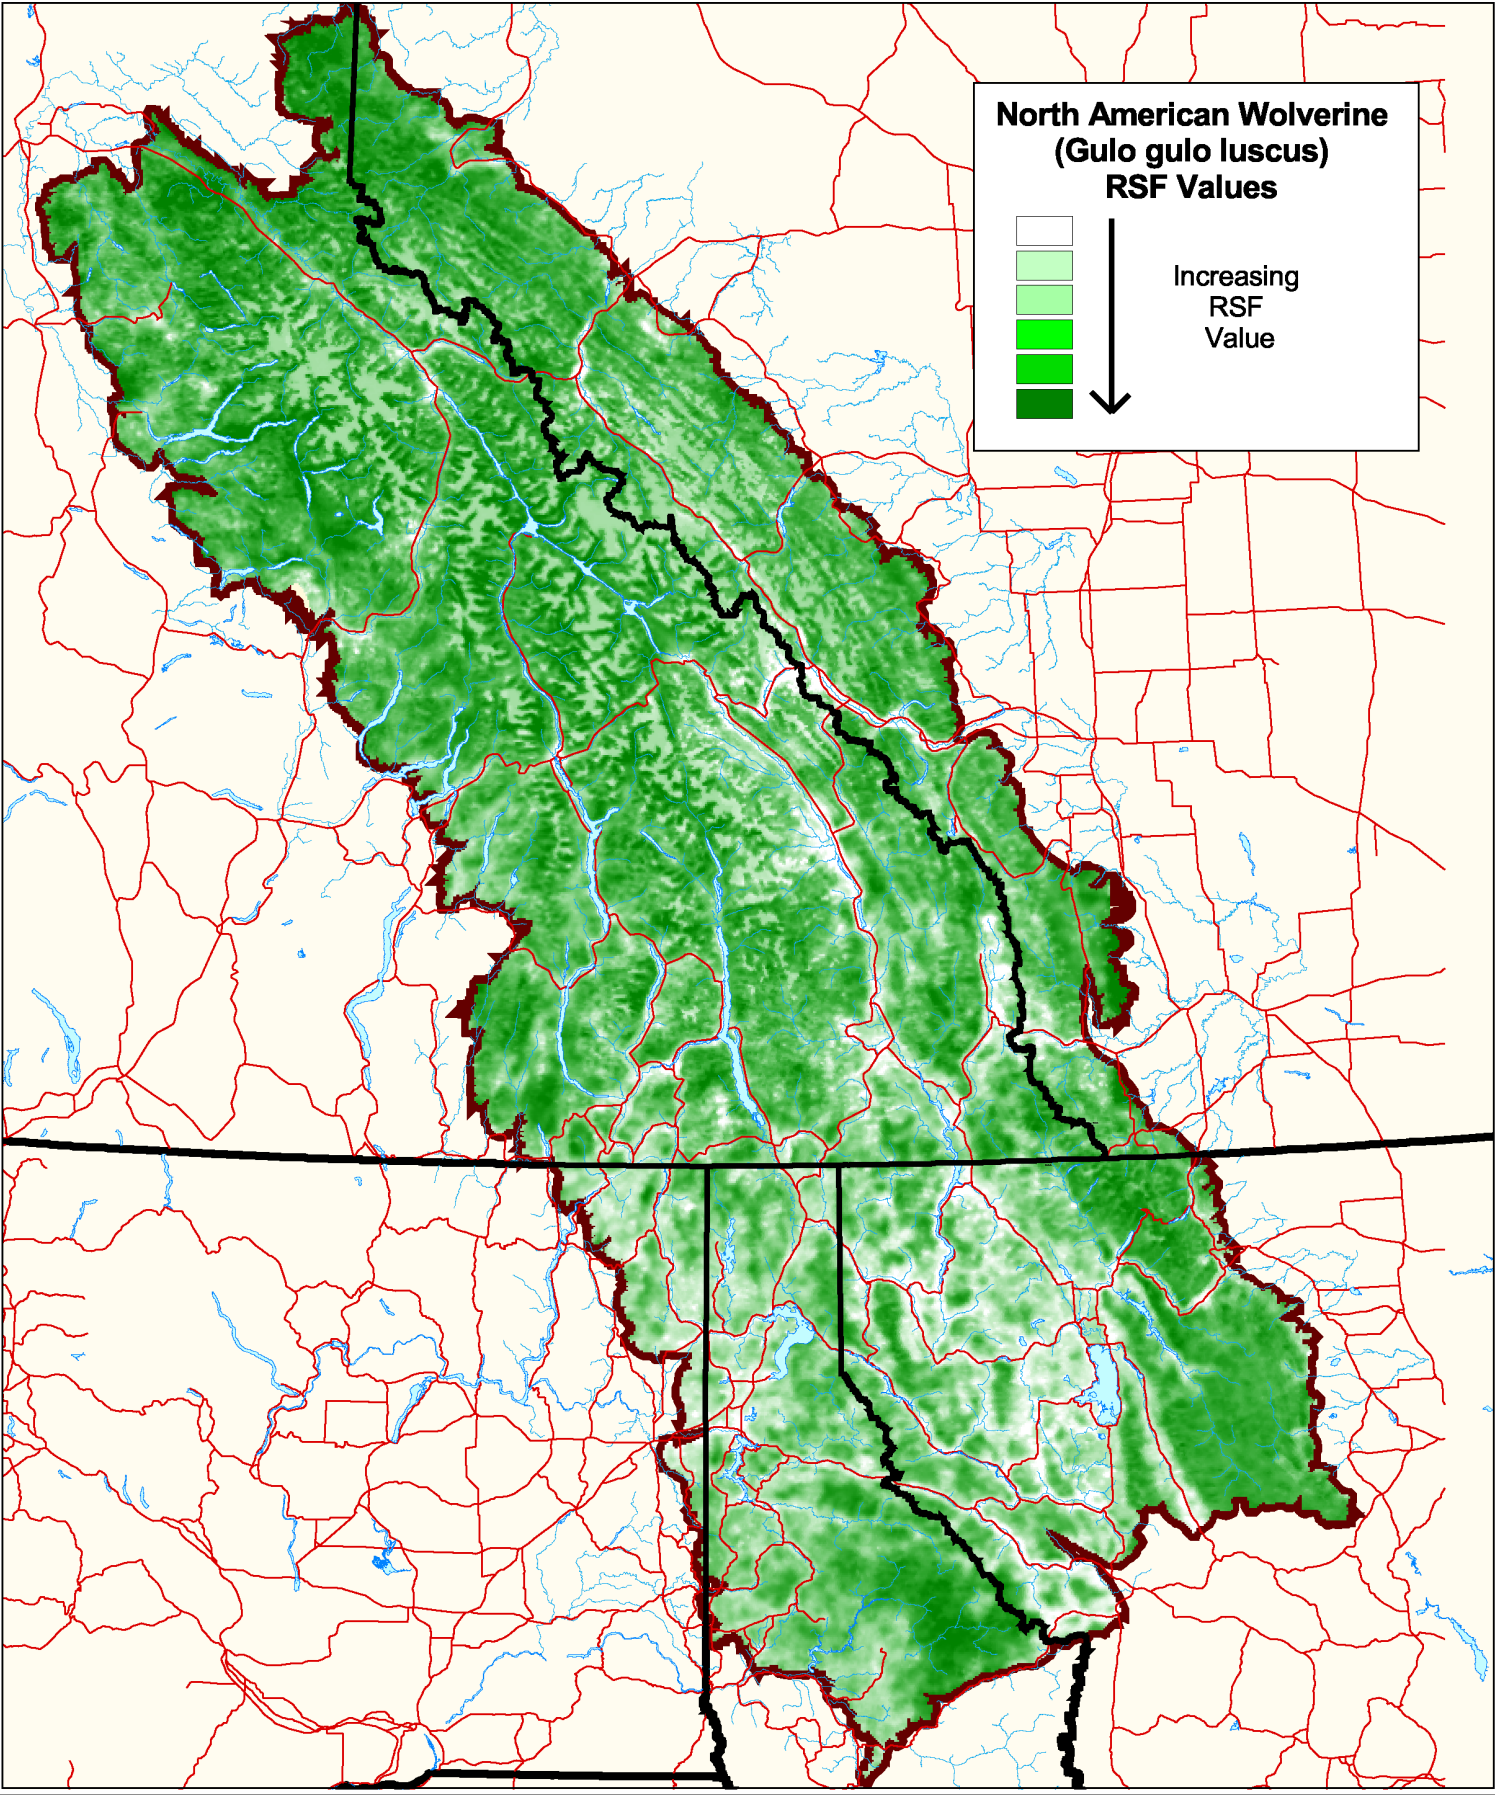 North American Wolverine
(Gulo gulo luscus)
RSF Values
Increasing
RSF
Value